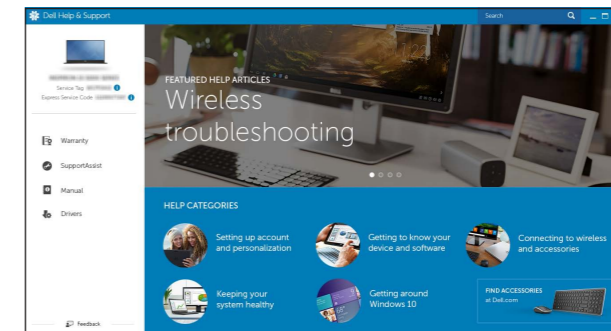 Dell Help & Support
Search
Service Tag:
Express Service Code:
Warranty
SupportAssist
Manual
Drivers
Feedback
FEATURED HELP ARTICLES
Wireless
troubleshooting
HELP CATEGORIES
Setting up account
and personalization
Getting to know your
device and software
Connecting to wireless
and accessories
Keeping your
system healthy
Getting around
Windows 10
FIND ACCESSORIES
at Dell.com